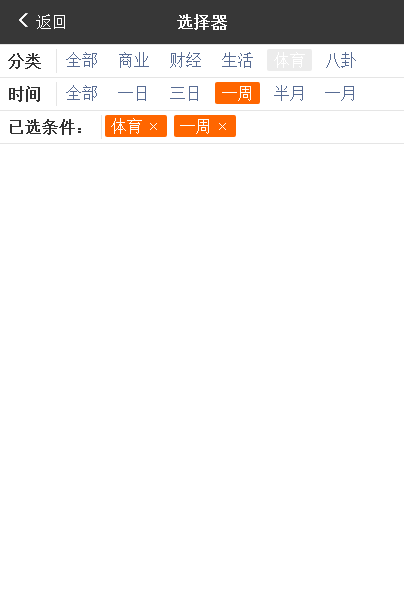 返回 选择器
分类 全部 商业 财经 生活 体育 八卦
时间 全部 一日 三日 一周 半月 一月
已选条件： 体育 × 一周 ×